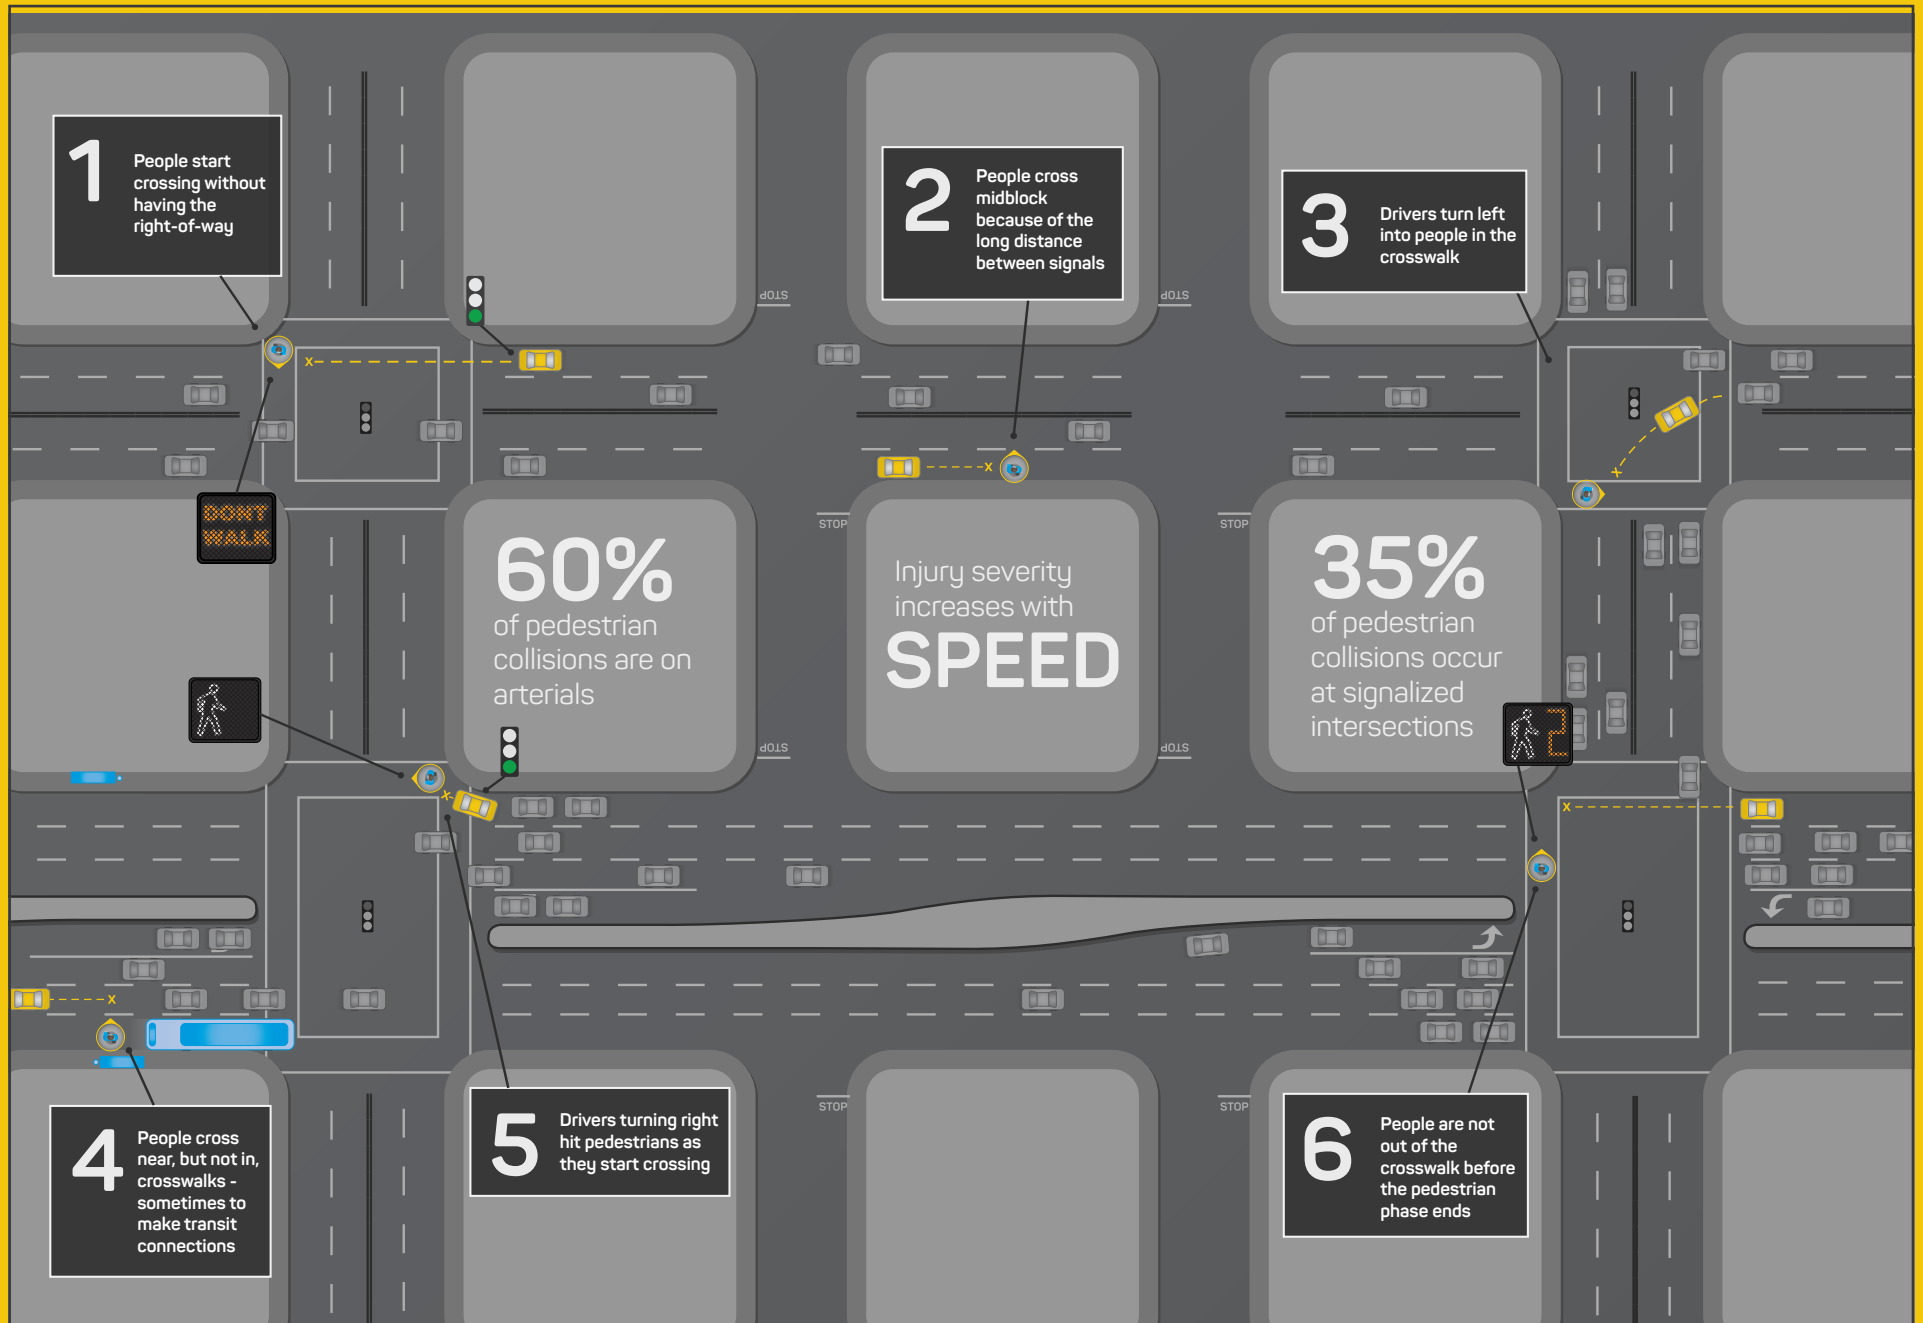 1
People start
crossing without
having the
right-of-way
2
People cross
midblock
because of the
long distance
between signals
3
Drivers turn left
into people in the
crosswalk
STOP
STOP
x
x
x
DONT
WALK
STOP
STOP
60%
of pedestrian
collisions are on
arterials
Injury severity
increases with
SPEED
35%
of pedestrian
collisions occur
at signalized
intersections
2
STOP
STOP
x
x
x
STOP
STOP
4
People cross
near, but not in,
crosswalks -
sometimes to
make transit
connections
5
Drivers turning right
hit pedestrians as
they start crossing
6
People are not
out of the
crosswalk before
the pedestrian
phase ends